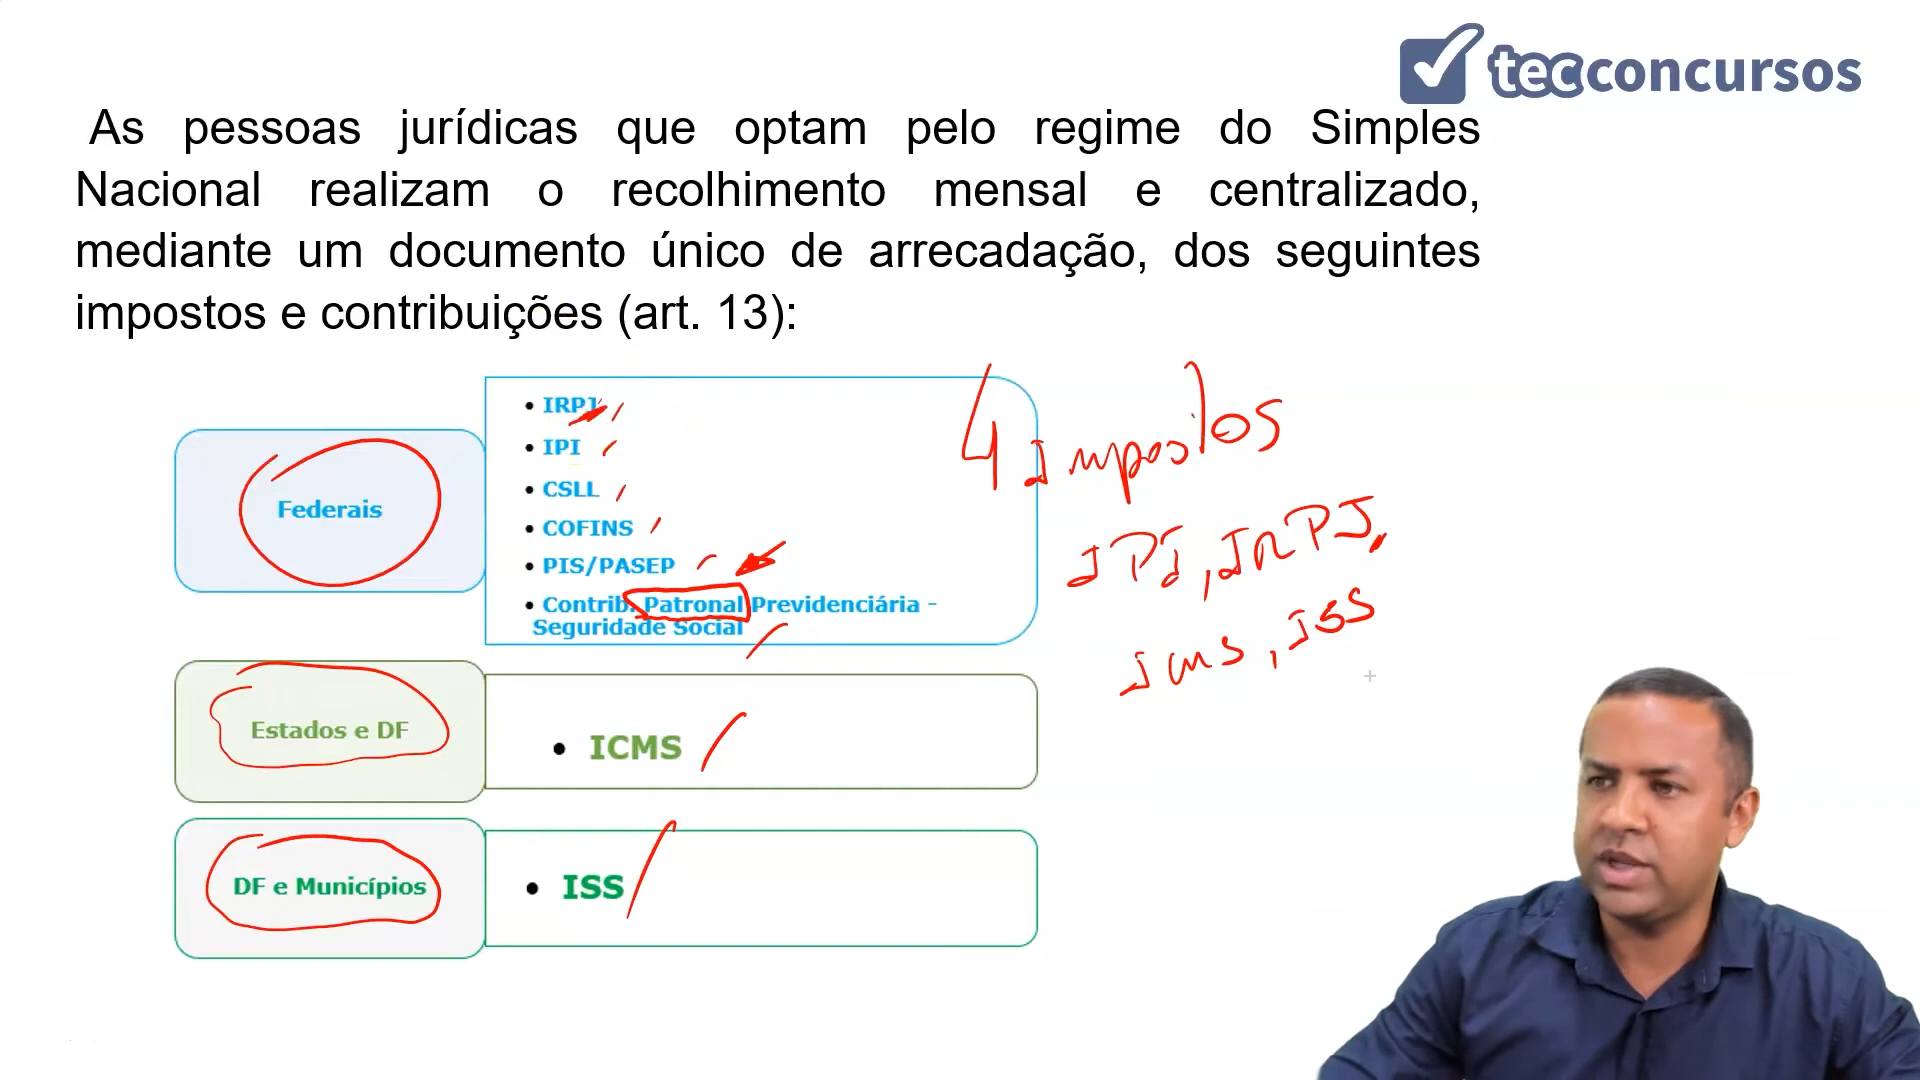 tecconcursos
As pessoas jurídicas que optam pelo regime do Simples
Nacional realizam o recolhimento mensal e centralizado,
mediante um documento único de arrecadação, dos seguintes
impostos e contribuições (art. 13):
Federais
• IRPJ
• IPI
• CSLL
• COFINS
• PIS/PASEP
• Contrib. Patronal Previdenciária -
Seguridade Social
4 Impostos
IPI, IRPJ,
ICMS, ISS
Estados e DF
• ICMS
DF e Municípios
• ISS